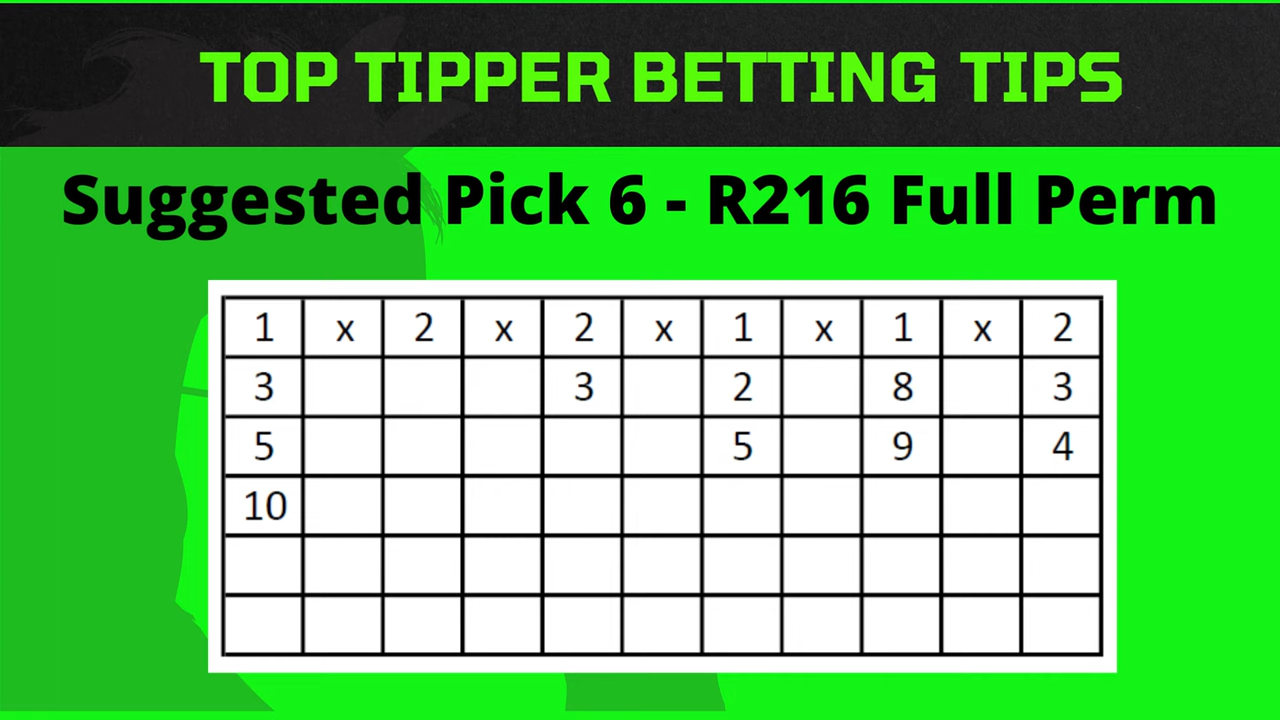 TOP TIPPER BETTING TIPS
Suggested Pick 6 - R216 Full Perm
1 x 2 x 2 x 1 x 1 x 2
3 3 2 8 3
5 5 9 4
10